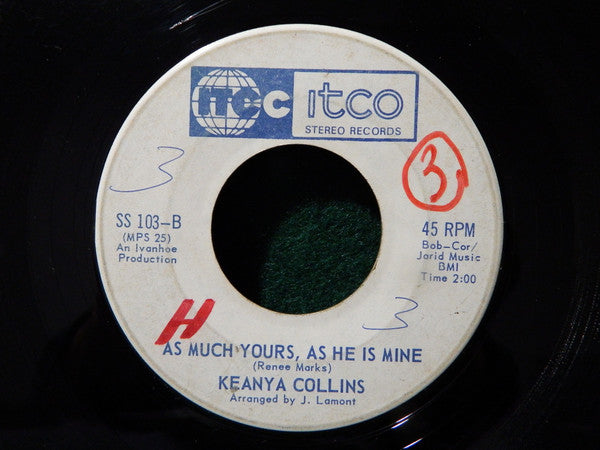 ITCC itco
STEREO RECORDS
3
3
SS 103-B
(MPS 25)
An Ivanhoe
Production
45 RPM
Bob-Cor/
Jarid Music
BMI
Time 2:00
3
H
AS MUCH YOURS, AS HE IS MINE
(Renee Marks)
KEANYA COLLINS
Arranged by J. Lamont